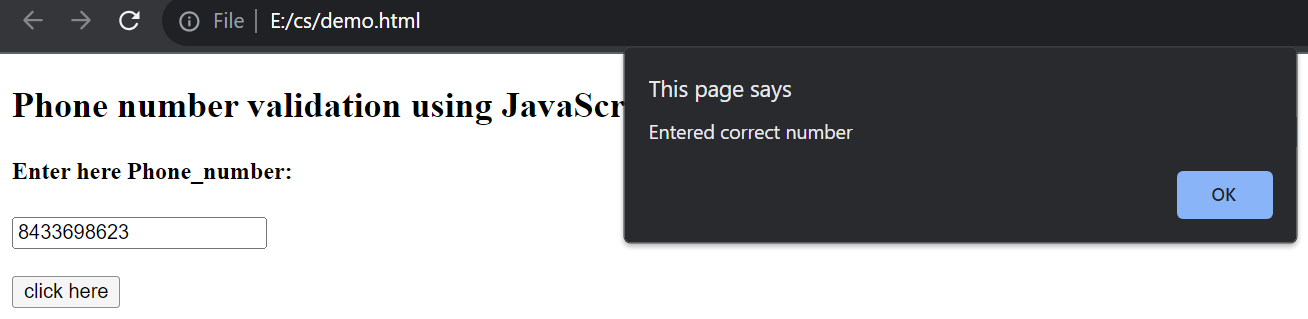 File E:/cs/demo.html
Phone number validation using JavaScr
Enter here Phone_number:
8433698623
click here
This page says
Entered correct number
OK